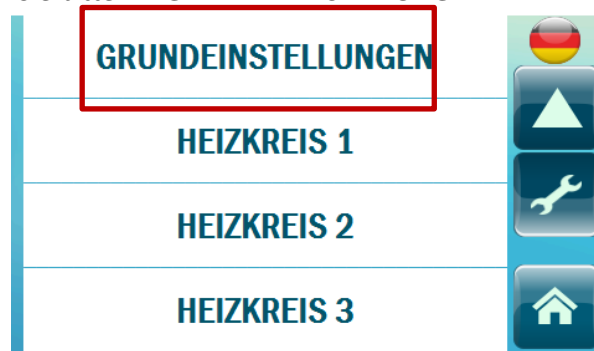 GRUNDEINSTELLUNGEN
HEIZKREIS 1
HEIZKREIS 2
HEIZKREIS 3